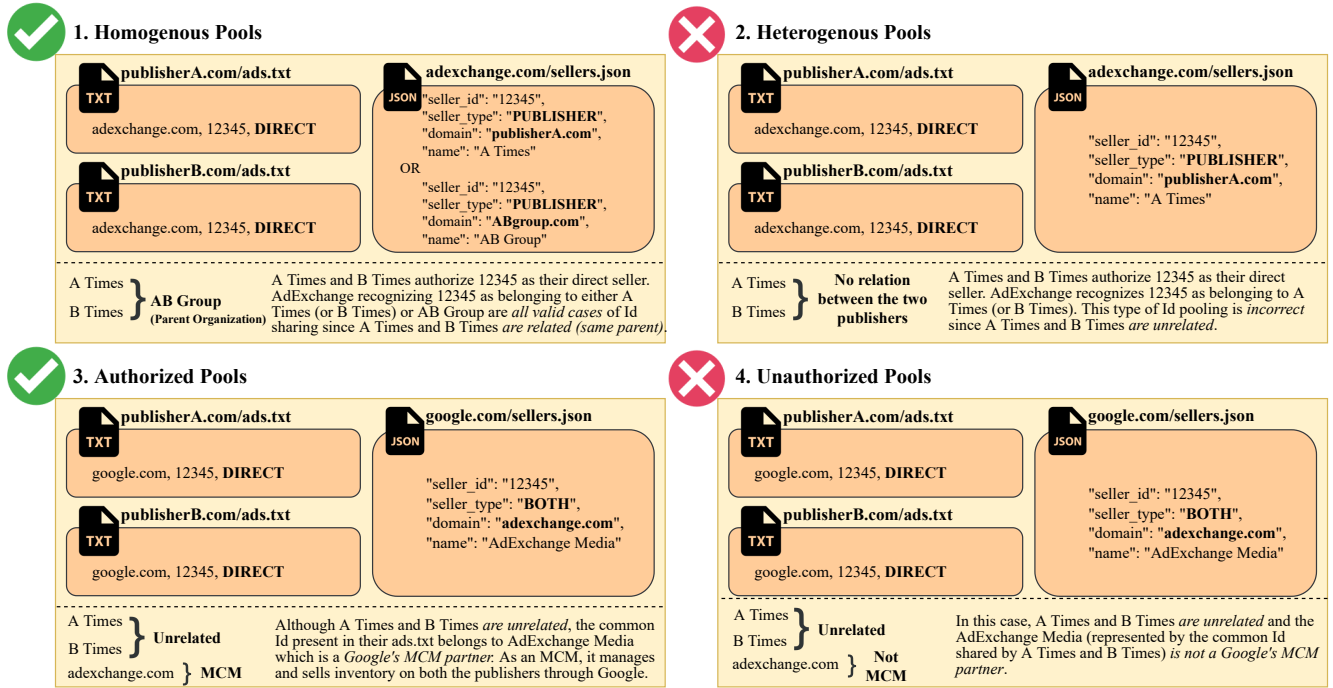 1. Homogenous Pools
publisherA.com/ads.txt
TXT
adexchange.com, 12345, DIRECT
publisherB.com/ads.txt
TXT
adexchange.com, 12345, DIRECT
adexchange.com/sellers.json
JSON
"seller_id": "12345",
"seller_type": "PUBLISHER",
"domain": "publisherA.com",
"name": "A Times"
OR
"seller_id": "12345",
"seller_type": "PUBLISHER",
"domain": "ABgroup.com",
"name": "AB Group"
A Times
B Times
AB Group
(Parent Organization)
A Times and B Times authorize 12345 as their direct seller.
AdExchange recognizing 12345 as belonging to either A
Times (or B Times) or AB Group are all valid cases of Id
sharing since A Times and B Times are related (same parent).
2. Heterogenous Pools
publisherA.com/ads.txt
TXT
adexchange.com, 12345, DIRECT
publisherB.com/ads.txt
TXT
adexchange.com, 12345, DIRECT
adexchange.com/sellers.json
JSON
"seller_id": "12345",
"seller_type": "PUBLISHER",
"domain": "publisherA.com",
"name": "A Times"
A Times
B Times
No relation
between the two
publishers
A Times and B Times authorize 12345 as their direct
seller. AdExchange recognizes 12345 as belonging to A
Times (or B Times). This type of Id pooling is incorrect
since A Times and B Times are unrelated.
3. Authorized Pools
publisherA.com/ads.txt
TXT
google.com, 12345, DIRECT
publisherB.com/ads.txt
TXT
google.com, 12345, DIRECT
google.com/sellers.json
JSON
"seller_id": "12345",
"seller_type": "BOTH",
"domain": "adexchange.com",
"name": "AdExchange Media"
A Times
B Times
Unrelated
adexchange.com
MCM
Although A Times and B Times are unrelated, the common
Id present in their ads.txt belongs to AdExchange Media
which is a Google's MCM partner. As an MCM, it manages
and sells inventory on both the publishers through Google.
4. Unauthorized Pools
publisherA.com/ads.txt
TXT
google.com, 12345, DIRECT
publisherB.com/ads.txt
TXT
google.com, 12345, DIRECT
google.com/sellers.json
JSON
"seller_id": "12345",
"seller_type": "BOTH",
"domain": "adexchange.com",
"name": "AdExchange Media"
A Times
B Times
Unrelated
adexchange.com
Not
MCM
In this case, A Times and B Times are unrelated and the
AdExchange Media (represented by the common Id
shared by A Times and B Times) is not a Google's MCM
partner.